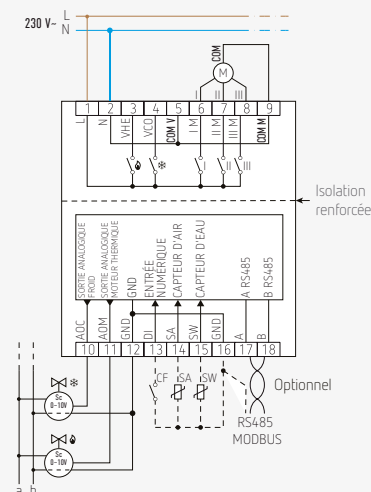 230 V~
L
N
COM
M
I
II
III
1
2
3
4
5
6
7
8
9
L
N
VHE
VCO
COM V
I M
II M
III M
COM M
I
II
III
Isolation
renforcée
SORTIE ANALOGIQUE
FROID
SORTIE ANALOGIQUE
MOTEUR THERMIQUE
GND
ENTRÉE
NUMÉRIQUE
CAPTEUR D'AIR
CAPTEUR D'EAU
A RS485
B RS485
AOC
AOM
GND
DI
SA
SW
GND
A
B
10
11
12
13
14
15
16
17
18
CF
SA
SW
Optionnel
RS485
MODBUS
Sc
0-10V
Sc
0-10V
a
b